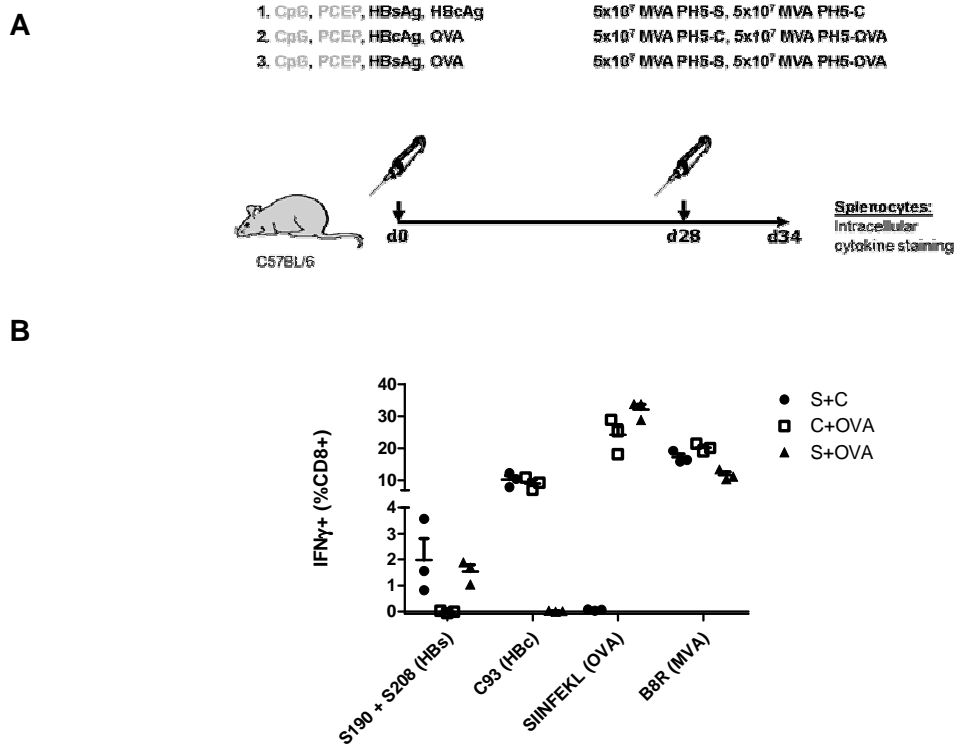 A
1. CpG, PCEP, HBsAg, HBcAg 5x10⁷ MVA PH5-S, 5x10⁷ MVA PH5-C
2. CpG, PCEP, HBcAg, OVA 5x10⁷ MVA PH5-C, 5x10⁷ MVA PH5-OVA
3. CpG, PCEP, HBsAg, OVA 5x10⁷ MVA PH5-S, 5x10⁷ MVA PH5-OVA
C57BL/6
d0
d28
d34
Splenocytes:
Intracellular
cytokine staining
B
IFNγ+ (%CD8+)
40
30
20
10
4
3
2
1
0
S190 + S208 (HBs)
C93 (HBc)
SIINFEKL (OVA)
B8R (MVA)
S+C
C+OVA
S+OVA